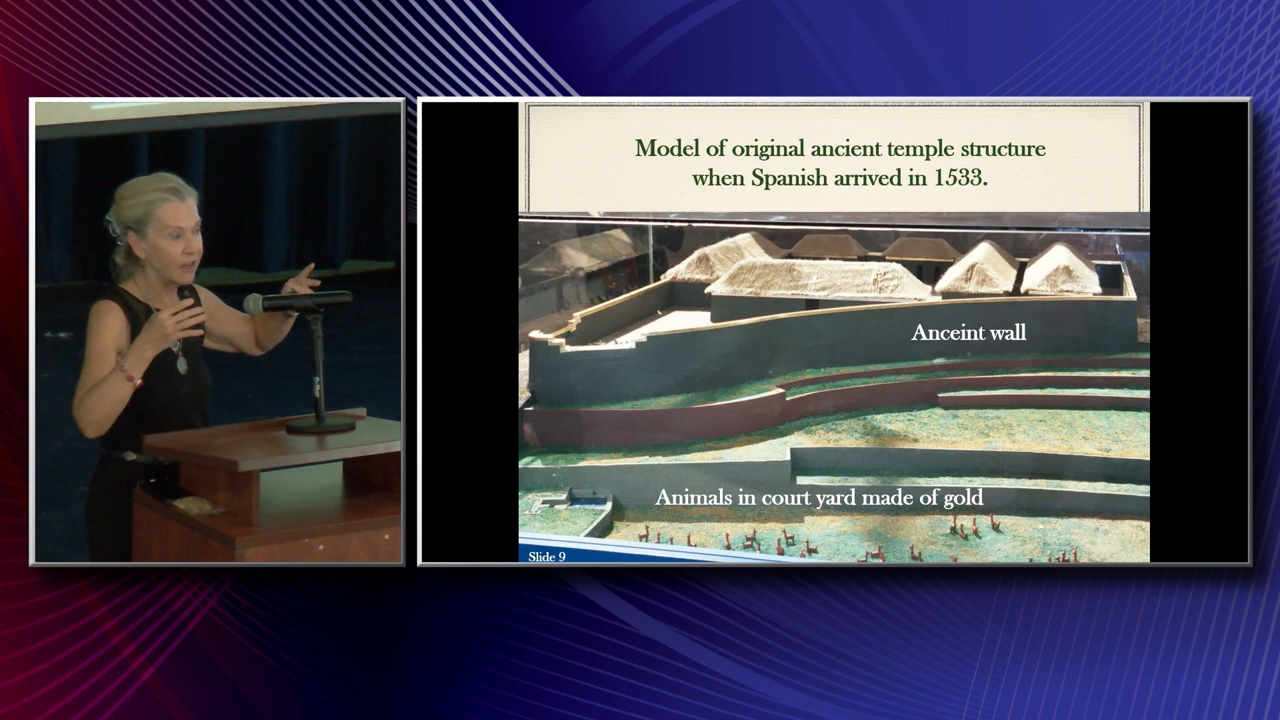 Model of original ancient temple structure
when Spanish arrived in 1533.
Anceint wall
Animals in court yard made of gold
Slide 9